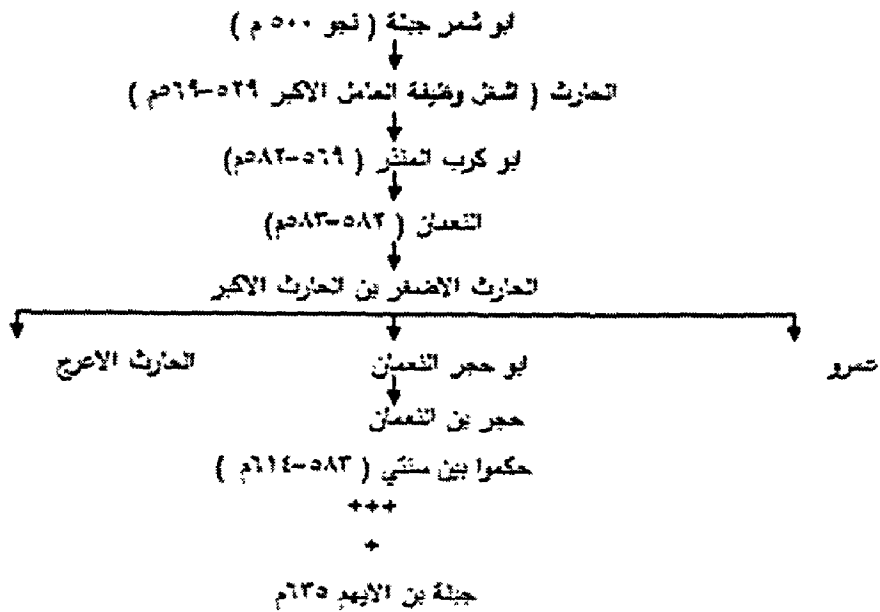 ابو شمر جبلة ( نحو ٥٠٠ م )
الحارث ( اشغل وظيفة العامل الاكبر ٥٢٩-٥٦٩م )
ابو كرب المنذر ( ٥٦٩-٥٨٢م)
النعمان ( ٥٨٢-٥٨٣م)
الحارث الاصغر بن الحارث الاكبر
عمرو ابو حجر النعمان الحارث الاعرج
حجر بن النعمان
حكموا بين سنتي ( ٥٨٣-٦١٤م )
+++
+
جبلة بن الايهم ٦٣٥م